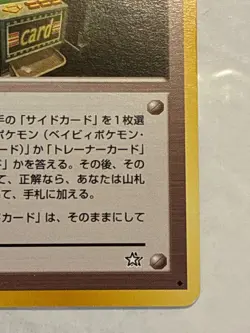 card
手の「サイドカード」を1枚選
ポケモン(ベイビィポケモン・
ード)」か「トレーナーカード」
ド」かを答える。その後、その
て、正解なら、あなたは山札
て、手札に加える。
ドカード」は、そのままにして